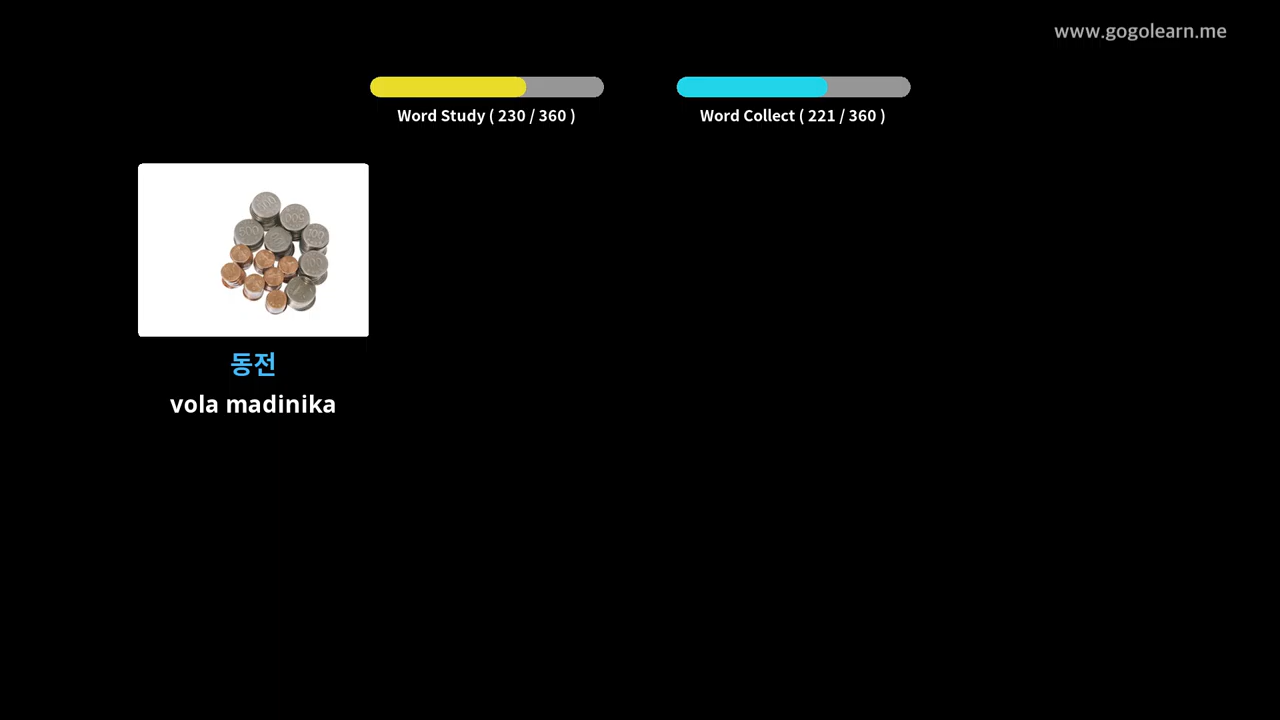 www.gogolearn.me
Word Study ( 230 / 360 )
Word Collect ( 221 / 360 )
동전
vola madinika